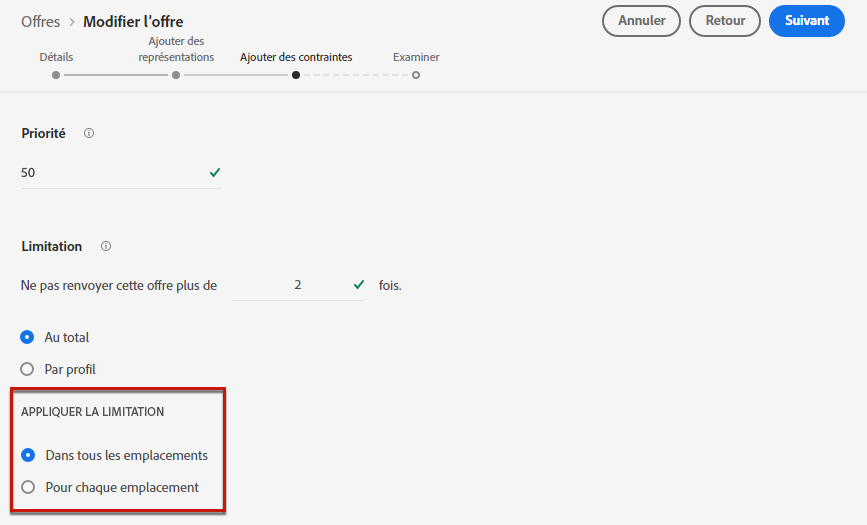 Offres > Modifier l'offre
Annuler
Retour
Suivant
Détails
Ajouter des
représentations
Ajouter des contraintes
Examiner
Priorité
50
Limitation
Ne pas renvoyer cette offre plus de 2 fois.
Au total
Par profil
APPLIQUER LA LIMITATION
Dans tous les emplacements
Pour chaque emplacement